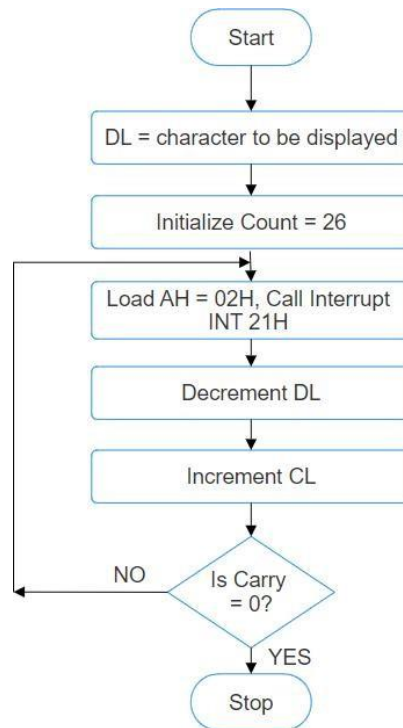 Start
DL = character to be displayed
Initialize Count = 26
Load AH = 02H, Call Interrupt
INT 21H
Decrement DL
Increment CL
NO
Is Carry
= 0?
YES
Stop